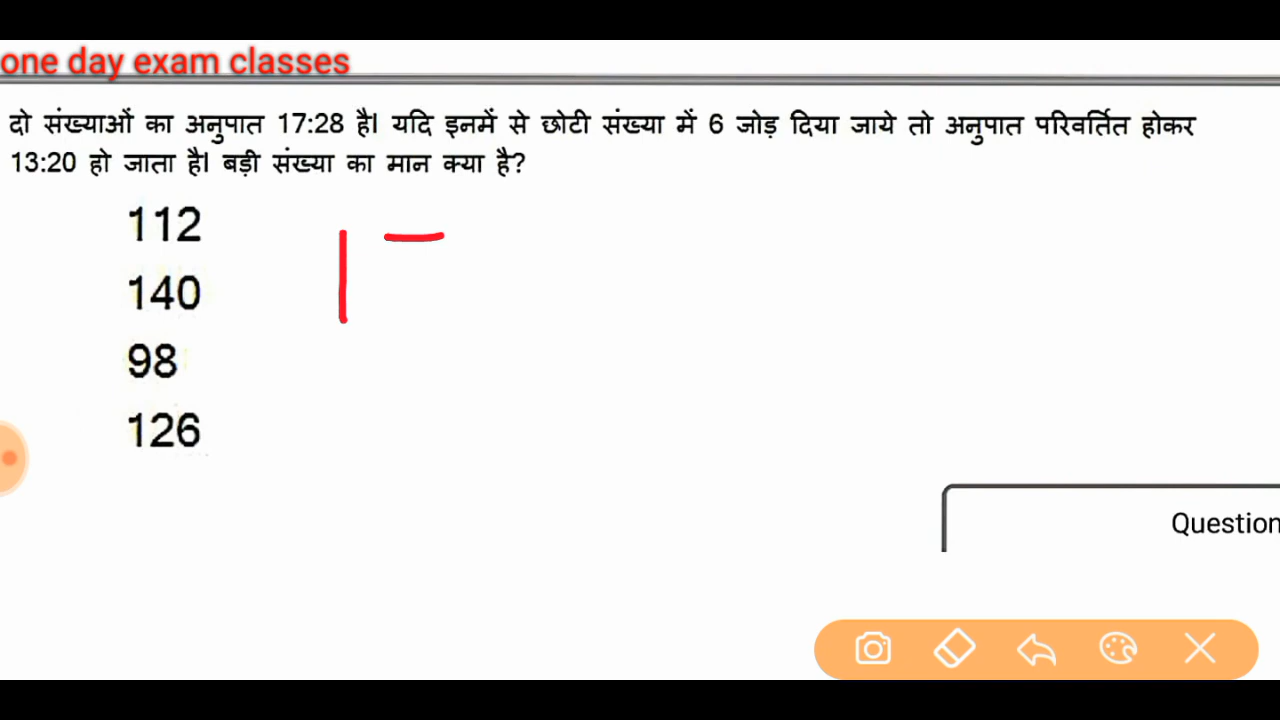 one day exam classes
दो संख्याओं का अनुपात 17:28 है। यदि इनमें से छोटी संख्या में 6 जोड़ दिया जाये तो अनुपात परिवर्तित होकर
13:20 हो जाता है। बड़ी संख्या का मान क्या है?
112
140
98
126
Question